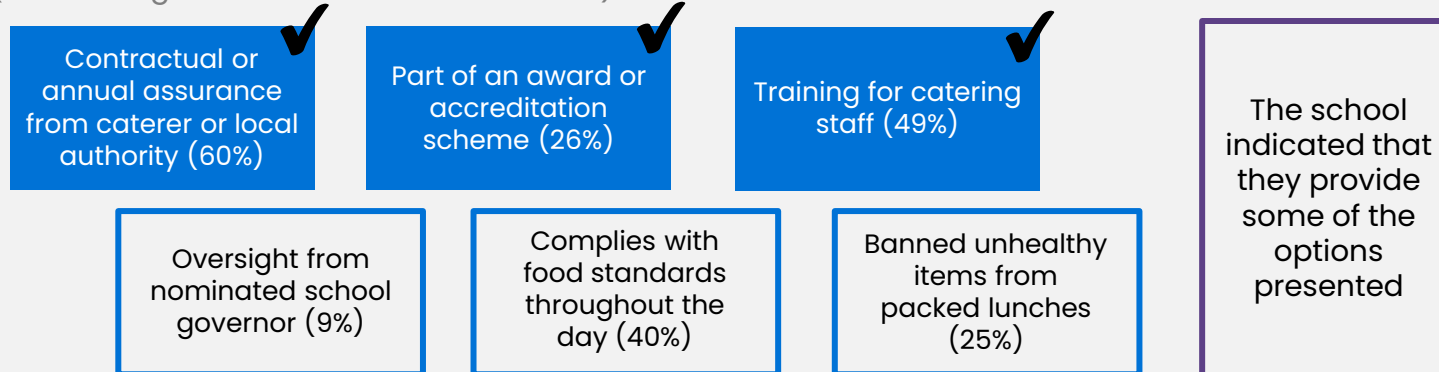 Contractual or
annual assurance
from caterer or local
authority (60%)
Part of an award or
accreditation
scheme (26%)
Training for catering
staff (49%)
Oversight from
nominated school
governor (9%)
Complies with
food standards
throughout the
day (40%)
Banned unhealthy
items from
packed lunches
(25%)
The school
indicated that
they provide
some of the
options
presented